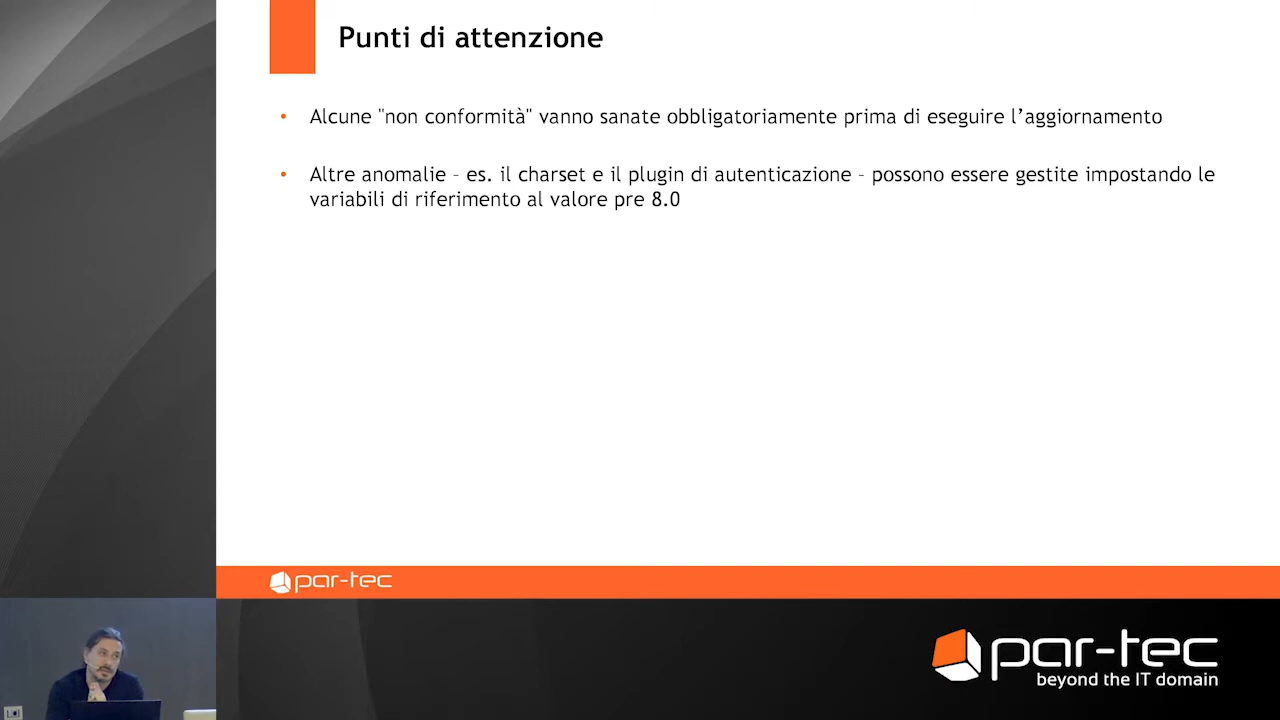 Punti di attenzione
• Alcune "non conformità" vanno sanate obbligatoriamente prima di eseguire l’aggiornamento
• Altre anomalie – es. il charset e il plugin di autenticazione – possono essere gestite impostando le
variabili di riferimento al valore pre 8.0
par-tec
par-tec
beyond the IT domain